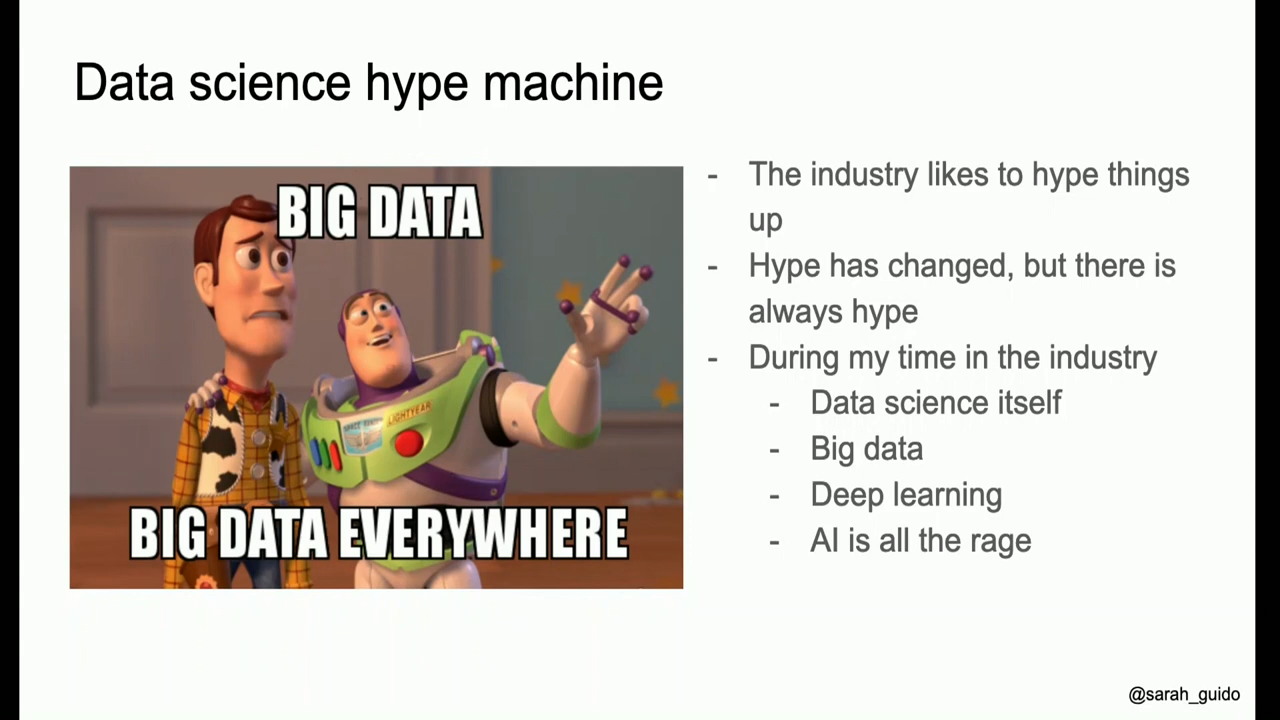 Data science hype machine
BIG DATA
LIGHTYEAR
BIG DATA EVERYWHERE
- The industry likes to hype things
up
- Hype has changed, but there is
always hype
- During my time in the industry
- Data science itself
- Big data
- Deep learning
- AI is all the rage
@sarah_guido